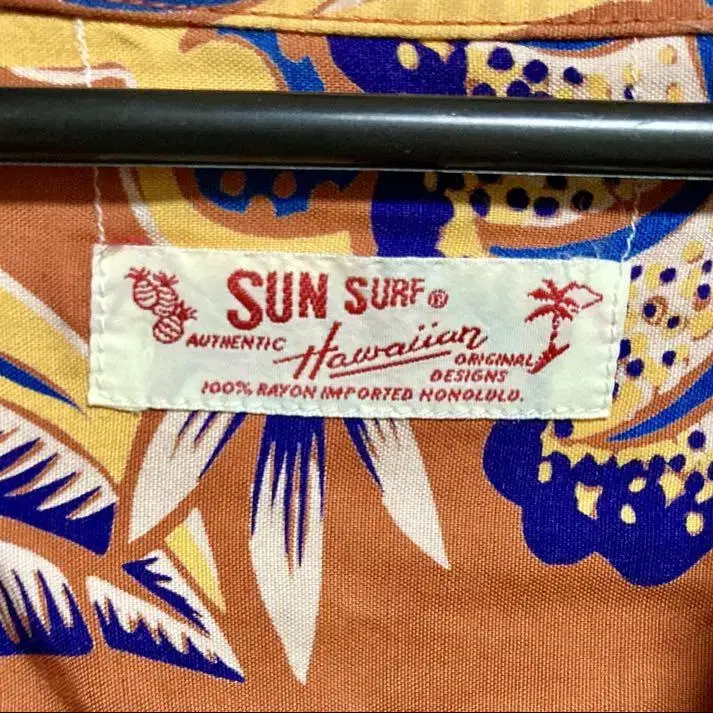 SUN SURF®
AUTHENTIC Hawaiian ORIGINAL
DESIGNS
100% RAYON IMPORTED HONOLULU.